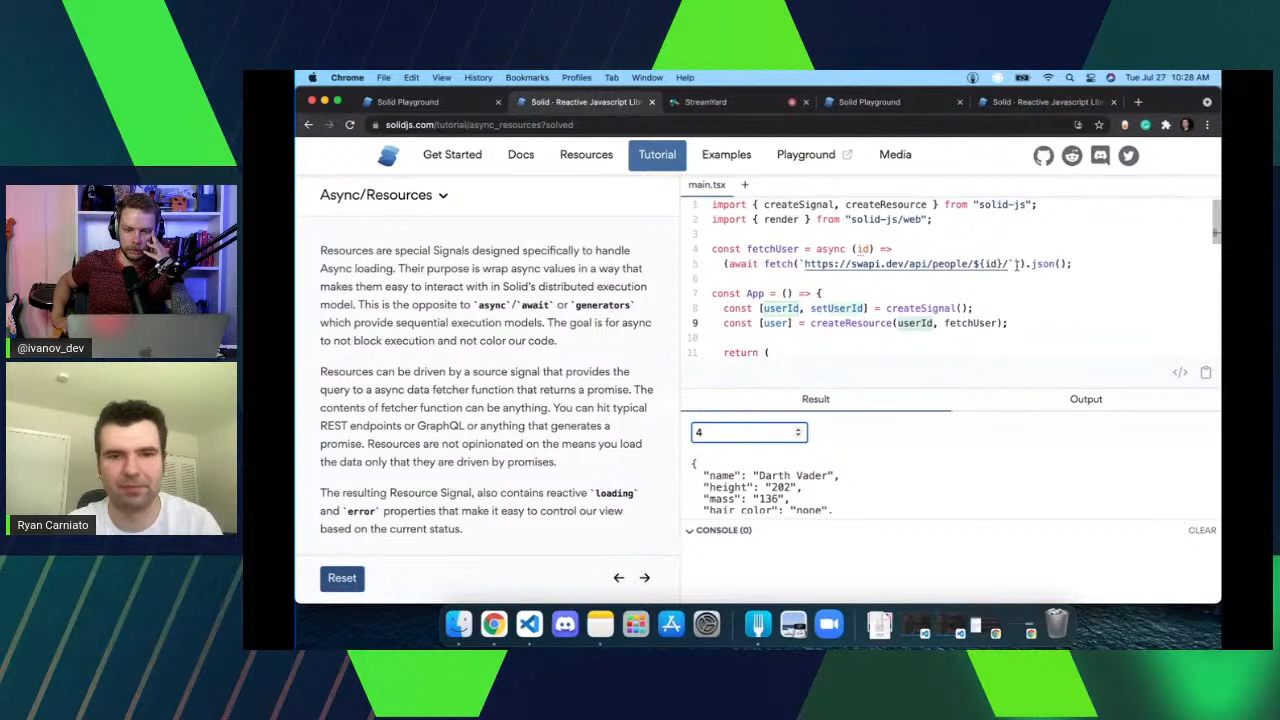 Chrome File Edit View History Bookmarks Profiles Tab Window Help
Tue Jul 27 10:28 AM
Solid Playground
Solid · Reactive Javascript Lib
StreamYard
Solid Playground
Solid · Reactive Javascript Lib
solidjs.com/tutorial/async_resources?solved
Get Started Docs Resources Tutorial Examples Playground Media
Async/Resources
Resources are special Signals designed specifically to handle
Async loading. Their purpose is wrap async values in a way that
makes them easy to interact with in Solid's distributed execution
model. This is the opposite to `async`/`await` or `generators`
which provide sequential execution models. The goal is for async
to not block execution and not color our code.
Resources can be driven by a source signal that provides the
query to a async data fetcher function that returns a promise. The
contents of fetcher function can be anything. You can hit typical
REST endpoints or GraphQL or anything that generates a
promise. Resources are not opinionated on the means you load
the data only that they are driven by promises.
The resulting Resource Signal, also contains reactive `loading`
and `error` properties that make it easy to control our view
based on the current status.
Reset
main.tsx +
1 import { createSignal, createResource } from "solid-js";
2 import { render } from "solid-js/web";
3
4 const fetchUser = async (id) =>
5 (await fetch(`https://swapi.dev/api/people/${id}/`)).json();
6
7 const App = () => {
8 const [userId, setUserId] = createSignal();
9 const [user] = createResource(userId, fetchUser);
10
11 return (
Result Output
4
{
"name": "Darth Vader",
"height": "202",
"mass": "136",
"hair_color": "none",
CONSOLE (0) CLEAR
@ivanov_dev
Ryan Carniato